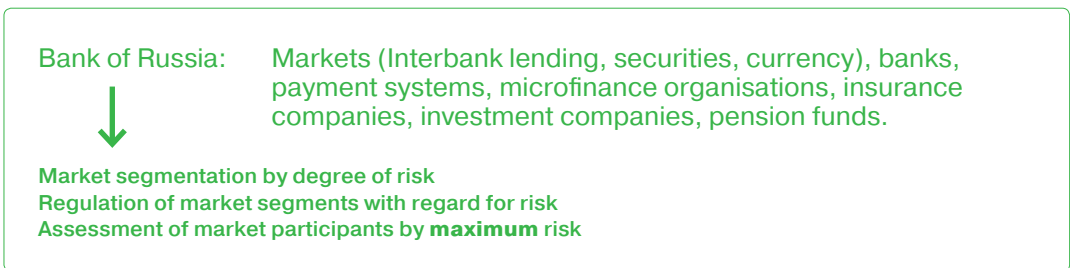 Bank of Russia: Markets (Interbank lending, securities, currency), banks,
payment systems, microfinance organisations, insurance
companies, investment companies, pension funds.
Market segmentation by degree of risk
Regulation of market segments with regard for risk
Assessment of market participants by maximum risk